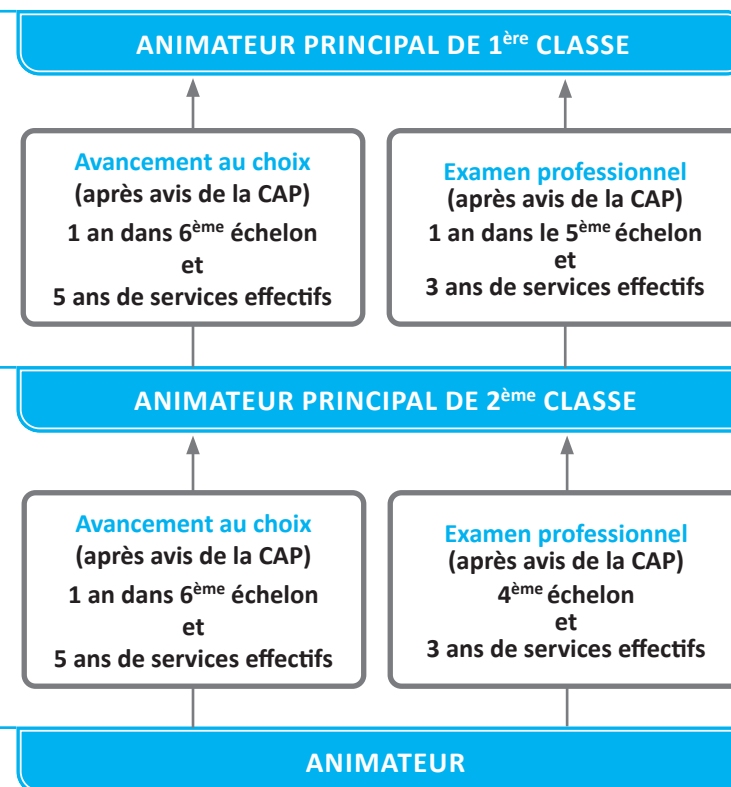 ANIMATEUR PRINCIPAL DE 1ère CLASSE
Avancement au choix
(après avis de la CAP)
1 an dans 6ème échelon
et
5 ans de services effectifs
Examen professionnel
(après avis de la CAP)
1 an dans le 5ème échelon
et
3 ans de services effectifs
ANIMATEUR PRINCIPAL DE 2ème CLASSE
Avancement au choix
(après avis de la CAP)
1 an dans 6ème échelon
et
5 ans de services effectifs
Examen professionnel
(après avis de la CAP)
4ème échelon
et
3 ans de services effectifs
ANIMATEUR